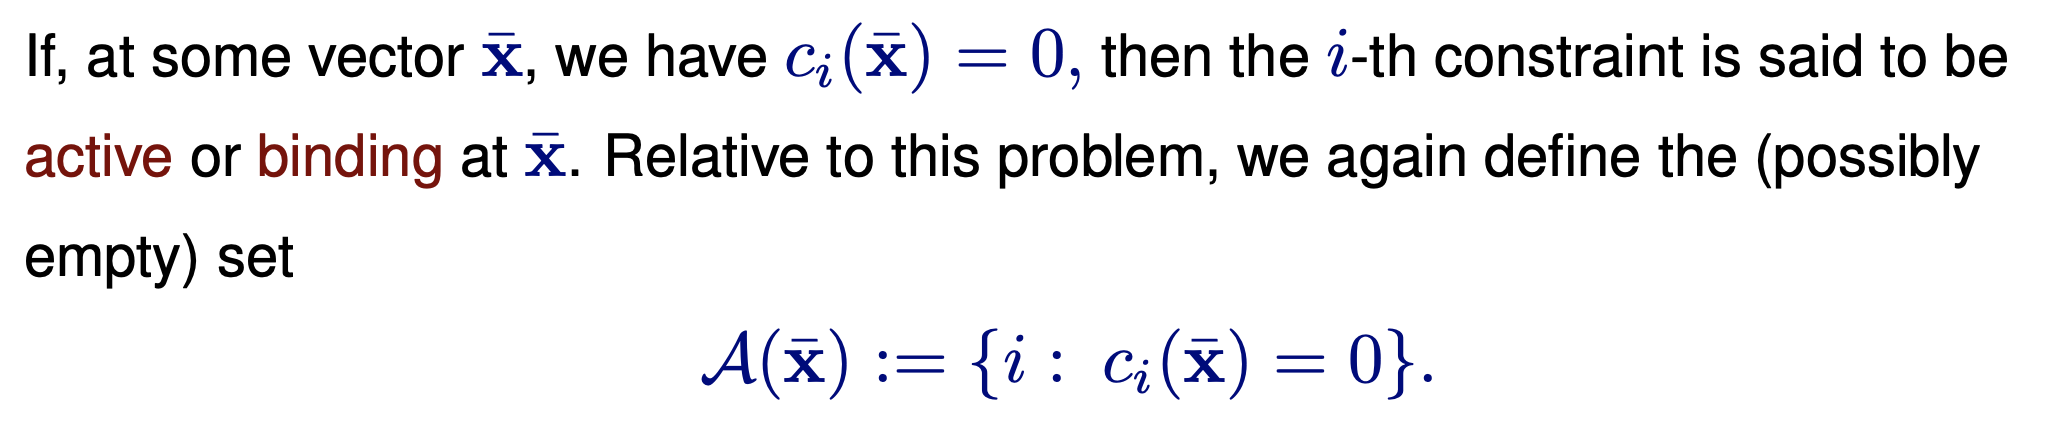 If, at some vector x̄, we have cᵢ(x̄) = 0, then the i-th constraint is said to be
active or binding at x̄. Relative to this problem, we again define the (possibly
empty) set
𝒜(x̄) := {i : cᵢ(x̄) = 0}.